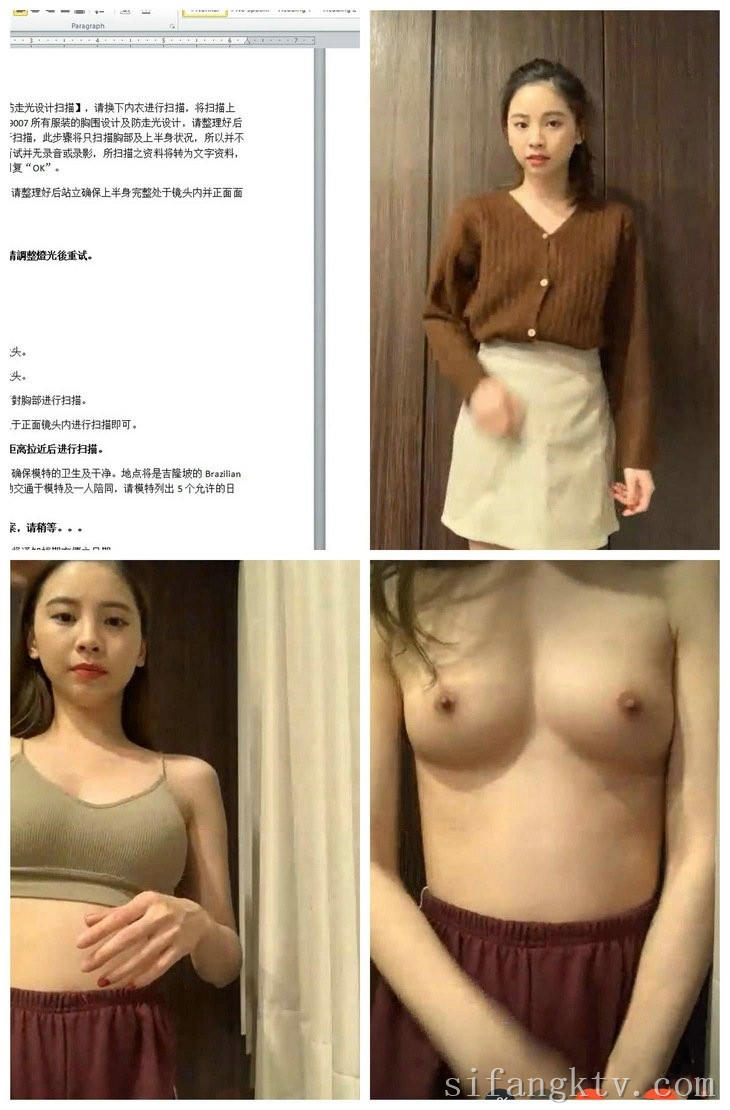 Paragraph
防走光设计扫描】，请换下内衣进行扫描，将扫描上
9007 所有服装的胸围设计及防走光设计，请整理好后
扫描，此步骤将只扫描胸部及上半身状况，所以并不
试并无录音或录影，所扫描之资料将转为文字资料，
复“OK”。
请整理好后站立确保上半身完整处于镜头内并正面面
請調整燈光後重试。
头。
头。
對胸部进行扫描。
于正面镜头内进行扫描即可。
距离拉近后进行扫描。
确保模特的卫生及干净。地点将是吉隆坡的 Brazilian
交通于模特及一人陪同，请模特列出 5 个允许的日
案，请稍等。。。
sifangktv.com